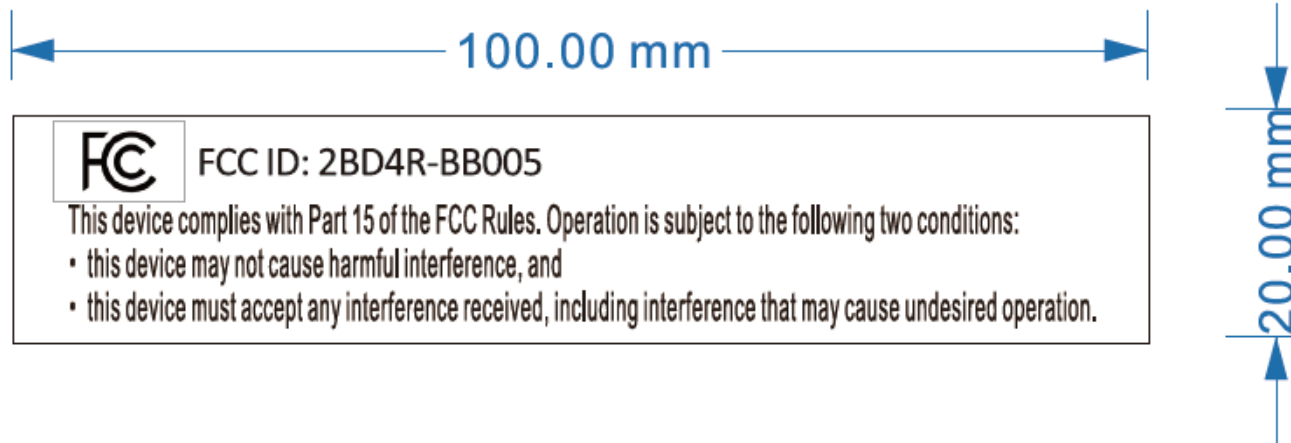 100.00 mm
FCC FCC ID: 2BD4R-BB005
This device complies with Part 15 of the FCC Rules. Operation is subject to the following two conditions:
• this device may not cause harmful interference, and
• this device must accept any interference received, including interference that may cause undesired operation.
20.00 mm